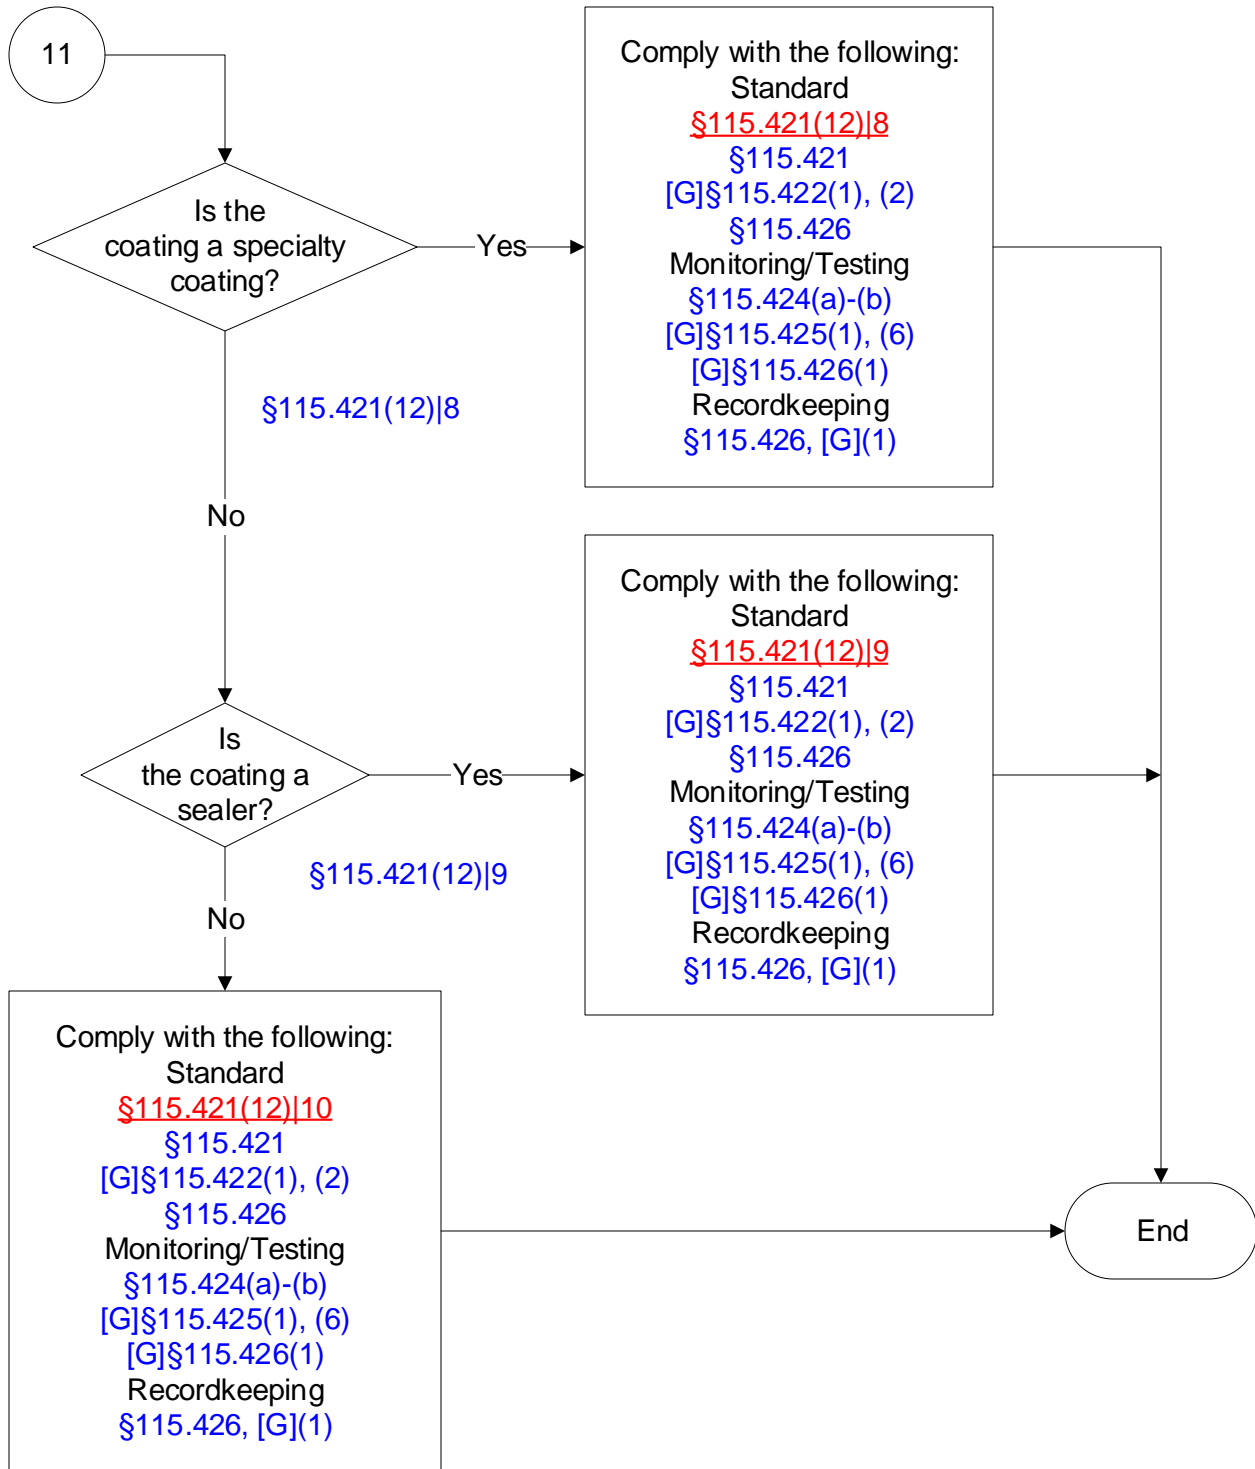 11
Is the
coating a specialty
coating?
Yes
Comply with the following:
Standard
§115.421(12)|8
§115.421
[G]§115.422(1), (2)
§115.426
Monitoring/Testing
§115.424(a)-(b)
[G]§115.425(1), (6)
[G]§115.426(1)
Recordkeeping
§115.426, [G](1)
§115.421(12)|8
No
Is
the coating a
sealer?
Yes
Comply with the following:
Standard
§115.421(12)|9
§115.421
[G]§115.422(1), (2)
§115.426
Monitoring/Testing
§115.424(a)-(b)
[G]§115.425(1), (6)
[G]§115.426(1)
Recordkeeping
§115.426, [G](1)
§115.421(12)|9
No
Comply with the following:
Standard
§115.421(12)|10
§115.421
[G]§115.422(1), (2)
§115.426
Monitoring/Testing
§115.424(a)-(b)
[G]§115.425(1), (6)
[G]§115.426(1)
Recordkeeping
§115.426, [G](1)
End